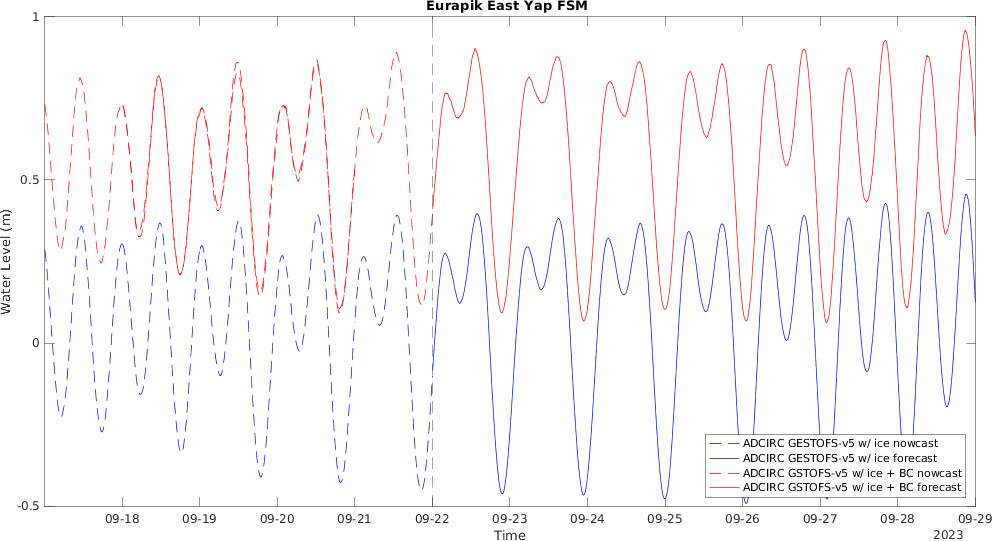 Eurapik East Yap FSM
1
0.5
0
-0.5
Water Level (m)
ADCIRC GESTOFS-v5 w/ ice nowcast
ADCIRC GESTOFS-v5 w/ ice forecast
ADCIRC GSTOFS-v5 w/ ice + BC nowcast
ADCIRC GSTOFS-v5 w/ ice + BC forecast
09-18 09-19 09-20 09-21 09-22 09-23 09-24 09-25 09-26 09-27 09-28 09-29
Time
2023